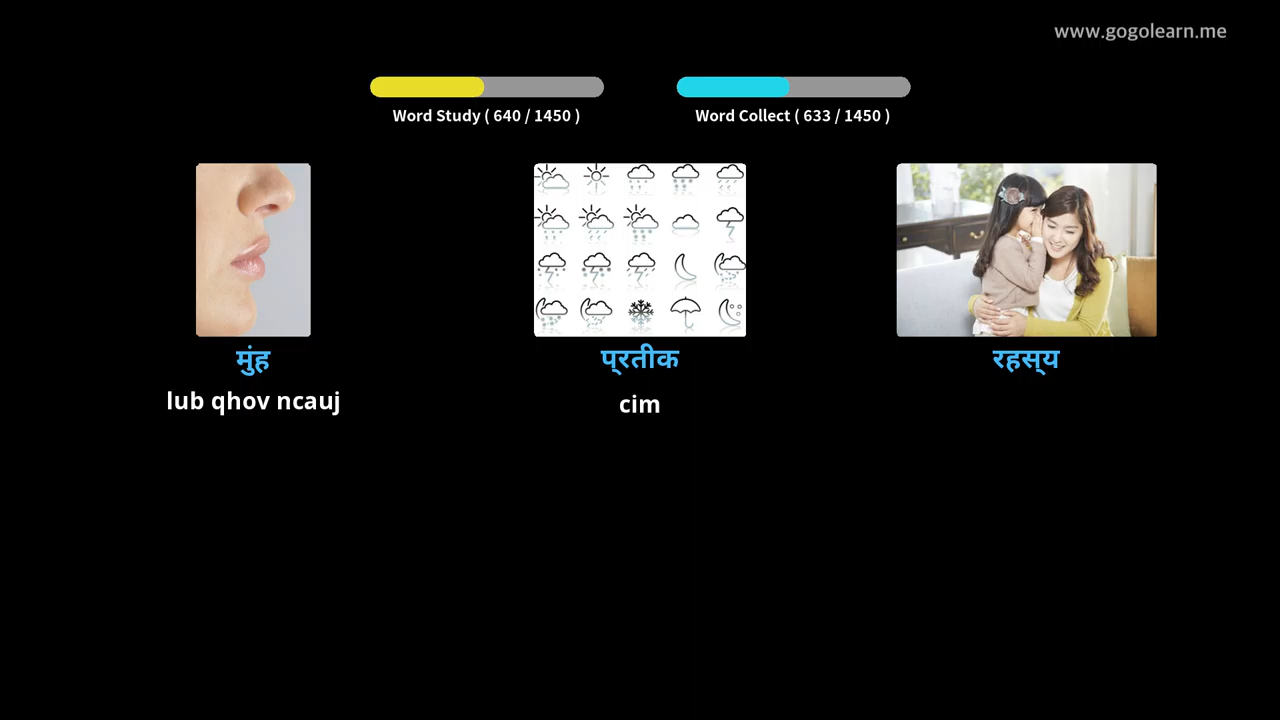 www.gogolearn.me
Word Study ( 640 / 1450 )
Word Collect ( 633 / 1450 )
मुंह
प्रतीक
रहस्य
lub qhov ncauj
cim